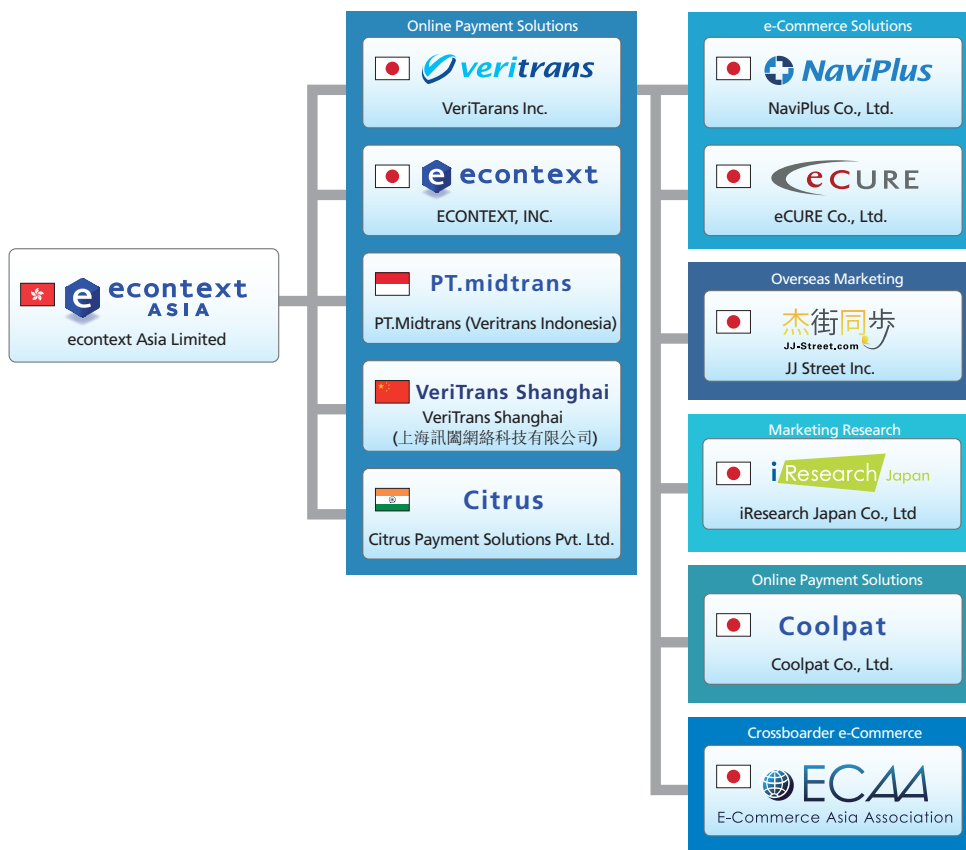 econtext
ASIA
econtext Asia Limited
Online Payment Solutions
veritrans
VeriTarans Inc.
e econtext
ECONTEXT, INC.
PT.midtrans
PT.Midtrans (Veritrans Indonesia)
VeriTrans Shanghai
VeriTrans Shanghai
(上海訊闔網絡科技有限公司)
Citrus
Citrus Payment Solutions Pvt. Ltd.
e-Commerce Solutions
NaviPlus
NaviPlus Co., Ltd.
eCURE
eCURE Co., Ltd.
Overseas Marketing
杰街同步
JJ-Street.com
JJ Street Inc.
Marketing Research
iResearch Japan
iResearch Japan Co., Ltd
Online Payment Solutions
Coolpat
Coolpat Co., Ltd.
Crossboarder e-Commerce
ECAA
E-Commerce Asia Association